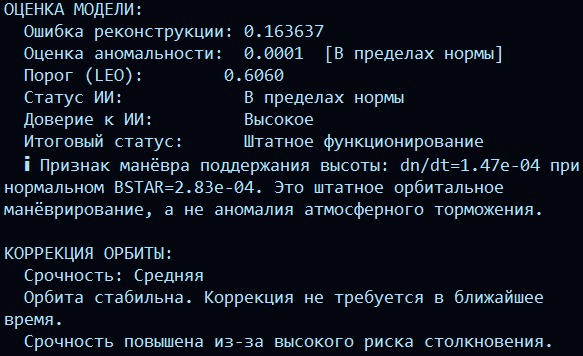 ОЦЕНКА МОДЕЛИ:
Ошибка реконструкции: 0.163637
Оценка аномальности: 0.0001 [В пределах нормы]
Порог (LEO): 0.6060
Статус ИИ: В пределах нормы
Доверие к ИИ: Высокое
Итоговый статус: Штатное функционирование
ℹ Признак манёвра поддержания высоты: dn/dt=1.47e-04 при
нормальном BSTAR=2.83e-04. Это штатное орбитальное
манёврирование, а не аномалия атмосферного торможения.
КОРРЕКЦИЯ ОРБИТЫ:
Срочность: Средняя
Орбита стабильна. Коррекция не требуется в ближайшее
время.
Срочность повышена из-за высокого риска столкновения.